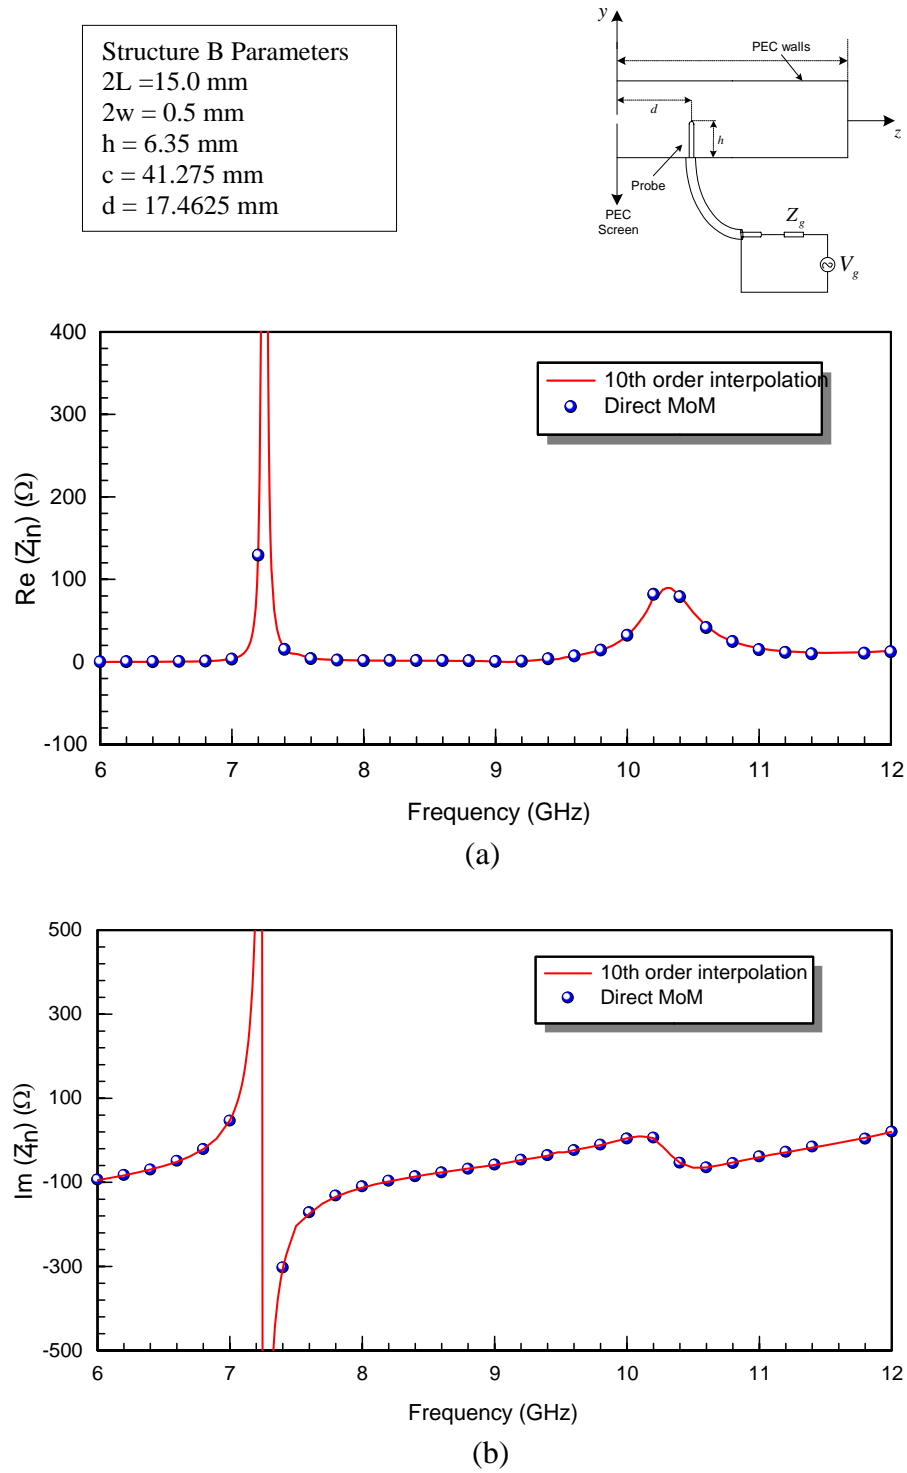 Structure B Parameters
2L =15.0 mm
2w = 0.5 mm
h = 6.35 mm
c = 41.275 mm
d = 17.4625 mm
y
PEC walls
d
z
h
Probe
PEC
Screen
Z g
V g
400
300
200
100
0
-100
Re (Zin) (Ω)
10th order interpolation
Direct MoM
6 7 8 9 10 11 12
Frequency (GHz)
(a)
500
300
100
-100
-300
-500
Im (Zin) (Ω)
10th order interpolation
Direct MoM
6 7 8 9 10 11 12
Frequency (GHz)
(b)